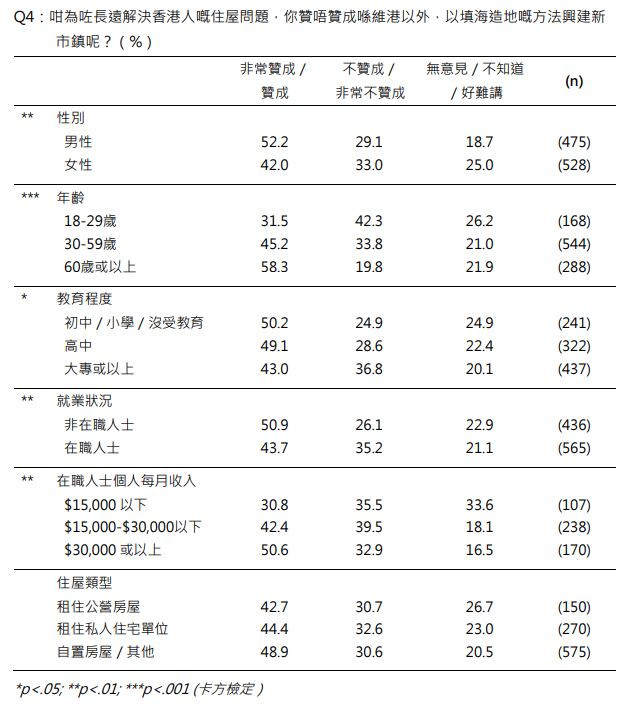 Q4：咁為咗長遠解決香港人嘅住屋問題，你贊唔贊成喺維港以外，以填海造地嘅方法興建新
市鎮呢？(%)
非常贊成 / 不贊成 / 無意見 / 不知道
贊成 非常不贊成 / 好難講 (n)
** 性別
男性 52.2 29.1 18.7 (475)
女性 42.0 33.0 25.0 (528)
*** 年齡
18-29歲 31.5 42.3 26.2 (168)
30-59歲 45.2 33.8 21.0 (544)
60歲或以上 58.3 19.8 21.9 (288)
* 教育程度
初中 / 小學 / 沒受教育 50.2 24.9 24.9 (241)
高中 49.1 28.6 22.4 (322)
大專或以上 43.0 36.8 20.1 (437)
** 就業狀況
非在職人士 50.9 26.1 22.9 (436)
在職人士 43.7 35.2 21.1 (565)
** 在職人士個人每月收入
$15,000 以下 30.8 35.5 33.6 (107)
$15,000-$30,000以下 42.4 39.5 18.1 (238)
$30,000 或以上 50.6 32.9 16.5 (170)
住屋類型
租住公營房屋 42.7 30.7 26.7 (150)
租住私人住宅單位 44.4 32.6 23.0 (270)
自置房屋 / 其他 48.9 30.6 20.5 (575)
*p<.05; **p<.01; ***p<.001 (卡方檢定)